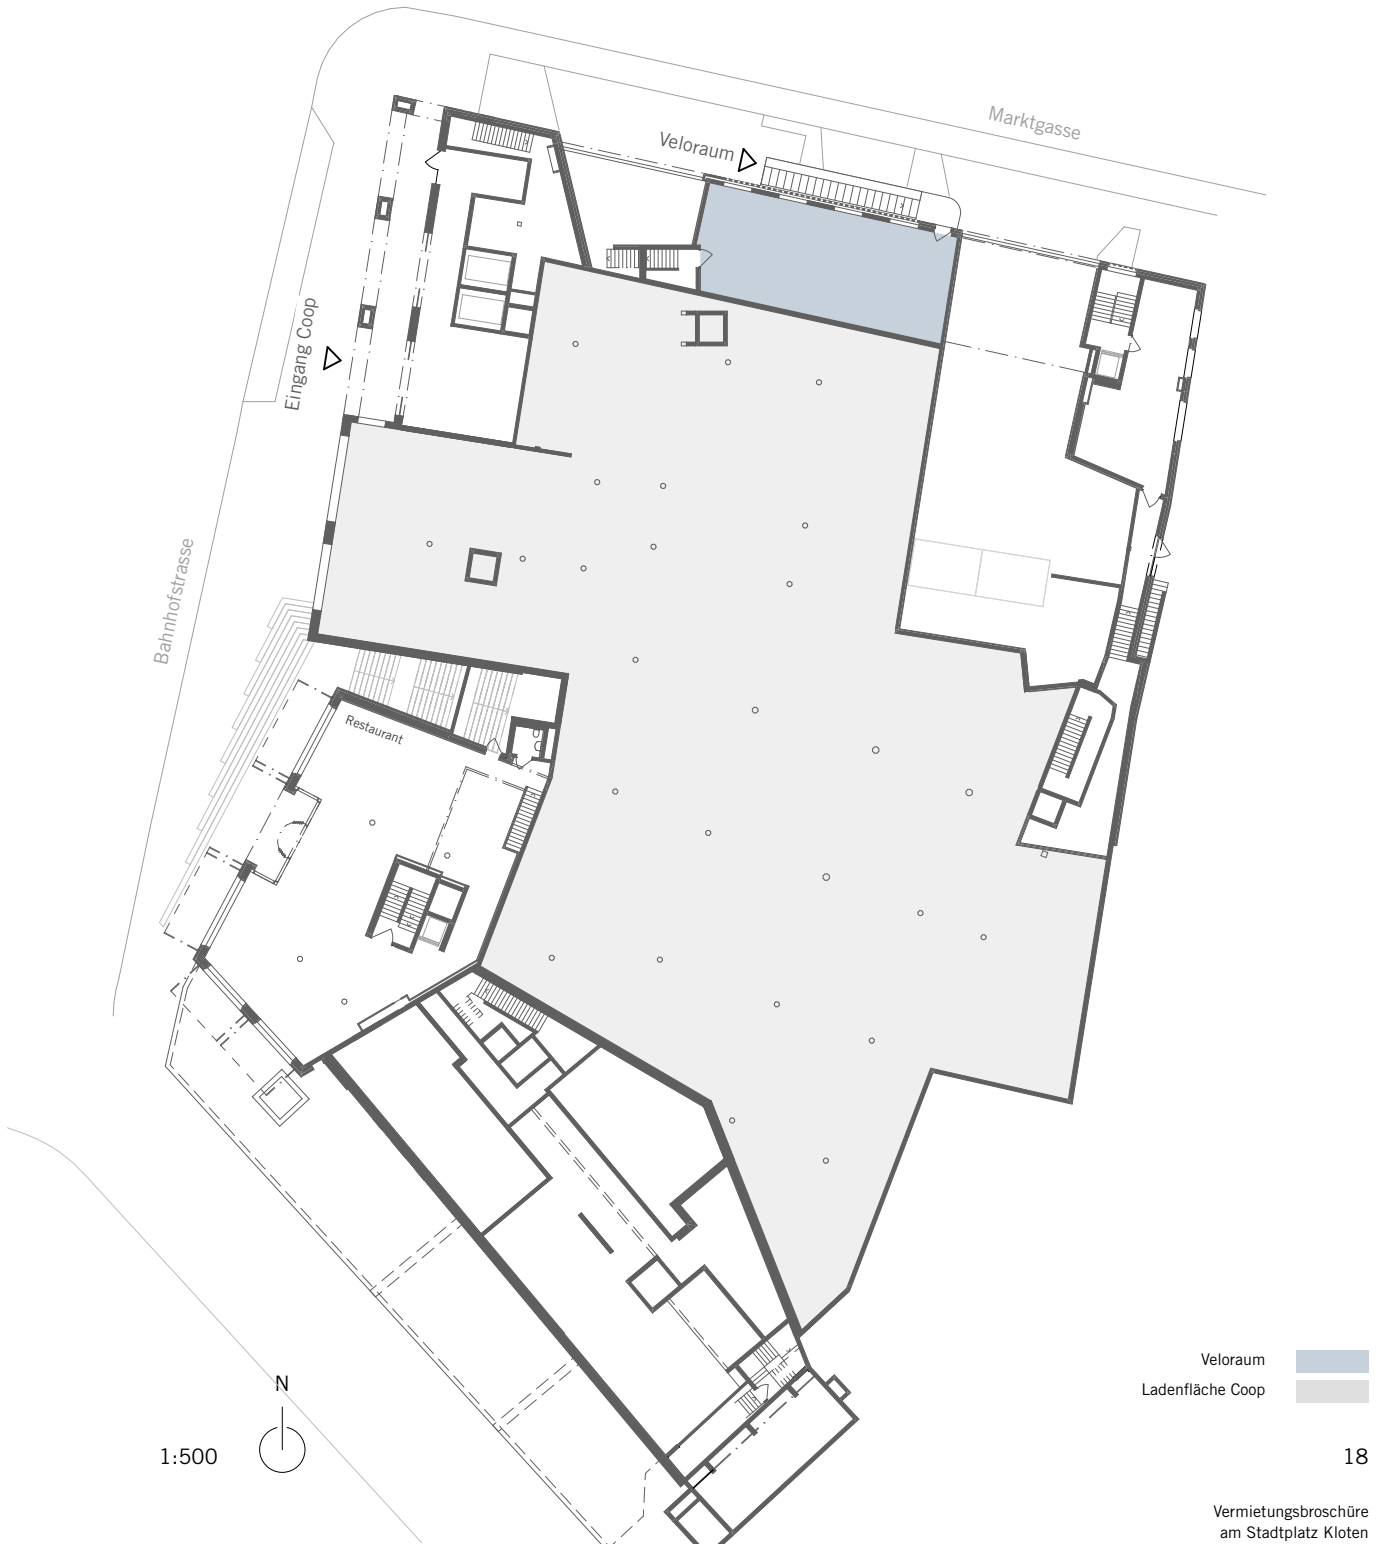 Marktgasse
Veloraum
Eingang Coop
Bahnhofstrasse
Restaurant
Veloraum
Ladenfläche Coop
N
1:500
18
Vermietungsbroschüre
am Stadtplatz Kloten